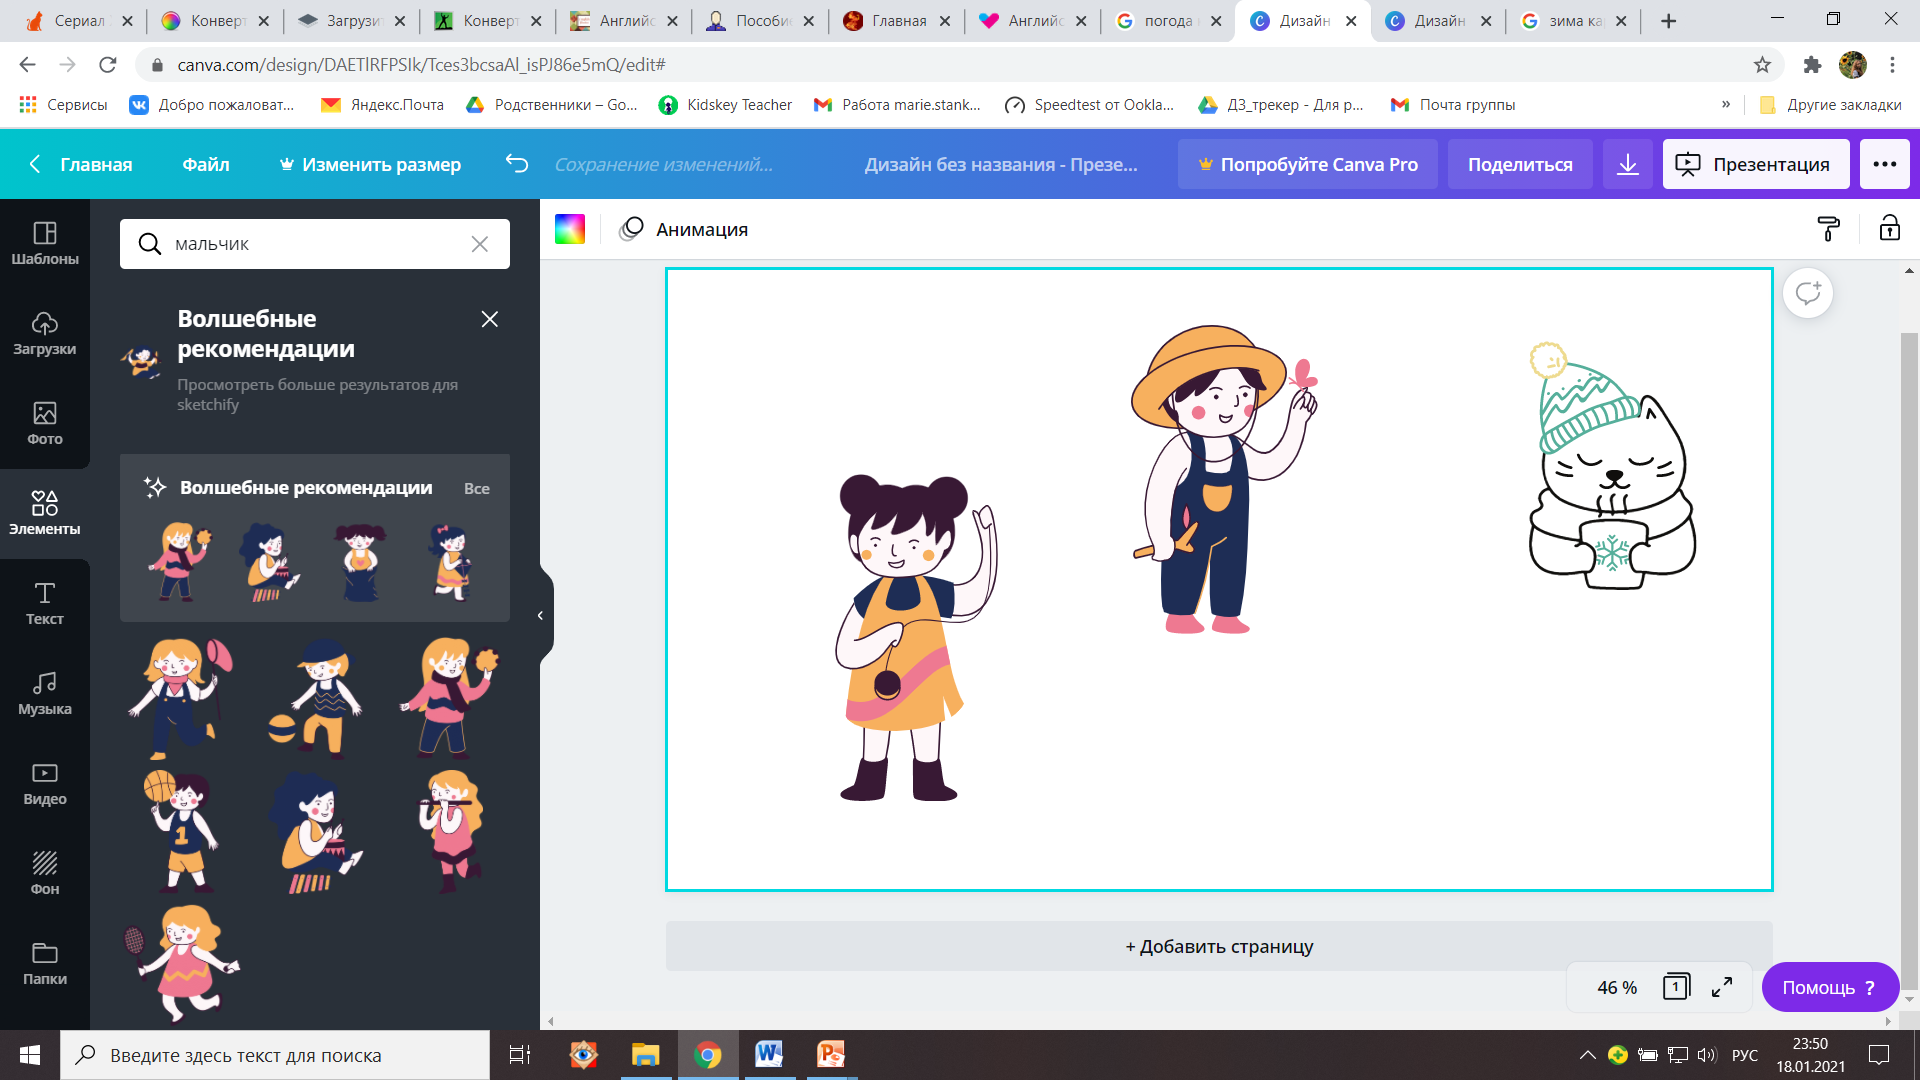 Сериал
Конверт
Загрузи
Конверт
Английс
Пособие
Главная
Английс
погода
Дизайн
Дизайн
зима ка
canva.com/design/DAETlRFPSIk/Tces3bcsaAl_isPJ86e5mQ/edit#
Сервисы
Добро пожаловат...
Яндекс.Почта
Родственники – Go...
Kidskey Teacher
Работа marie.stank...
Speedtest от Ookla...
ДЗ_трекер - Для р...
Почта группы
»
Другие закладки
Главная
Файл
Изменить размер
Сохранение изменений...
Дизайн без названия - Презе...
Попробуйте Canva Pro
Поделиться
Презентация
Шаблоны
Загрузки
Фото
Элементы
Текст
Музыка
Видео
Фон
Папки
мальчик
Волшебные
рекомендации
Просмотреть больше результатов для
sketchify
Волшебные рекомендации
Все
1
Анимация
+ Добавить страницу
46 %
1
Помощь ?
Введите здесь текст для поиска
РУС
23:50
18.01.2021